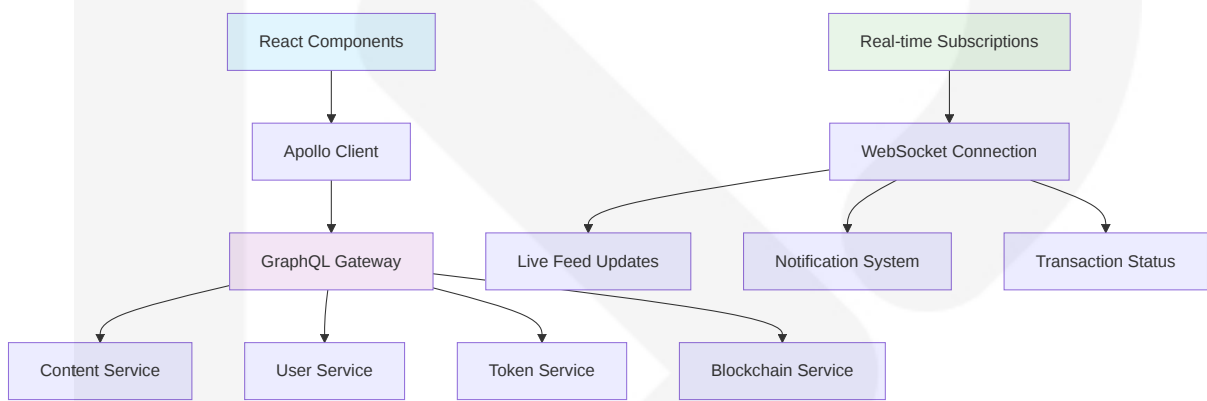 React Components
Real-time Subscriptions
Apollo Client
WebSocket Connection
GraphQL Gateway
Live Feed Updates
Notification System
Transaction Status
Content Service
User Service
Token Service
Blockchain Service